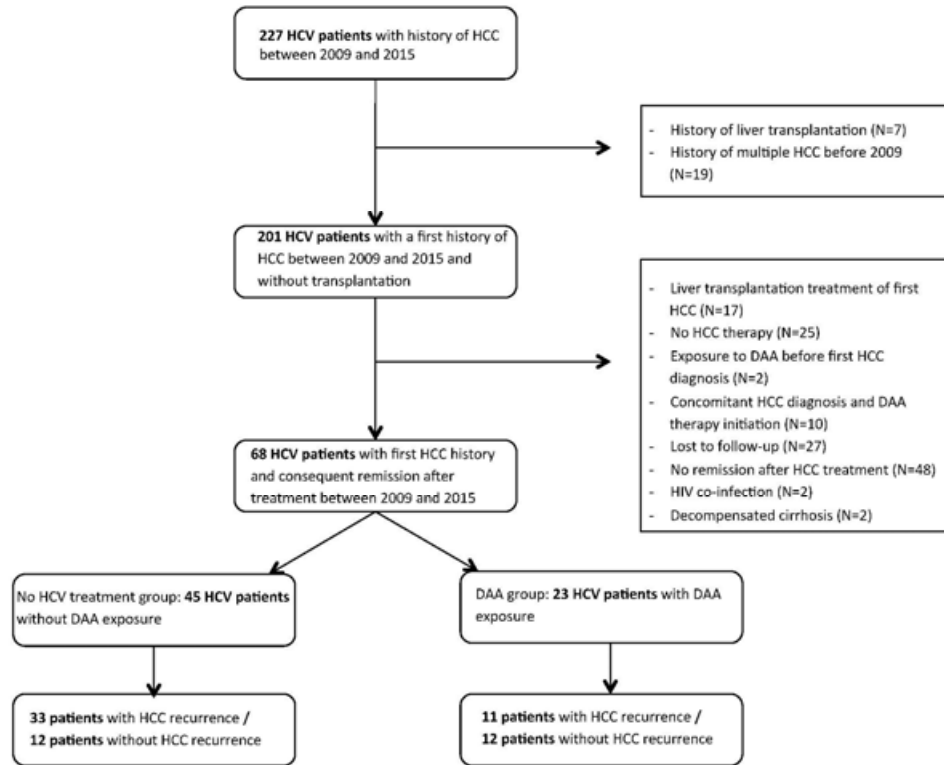 227 HCV patients with history of HCC
between 2009 and 2015
- History of liver transplantation (N=7)
- History of multiple HCC before 2009
(N=19)
201 HCV patients with a first history of
HCC between 2009 and 2015 and
without transplantation
- Liver transplantation treatment of first
HCC (N=17)
- No HCC therapy (N=25)
- Exposure to DAA before first HCC
diagnosis (N=2)
- Concomitant HCC diagnosis and DAA
therapy initiation (N=10)
- Lost to follow-up (N=27)
- No remission after HCC treatment (N=48)
- HIV co-infection (N=2)
- Decompensated cirrhosis (N=2)
68 HCV patients with first HCC history
and consequent remission after
treatment between 2009 and 2015
No HCV treatment group: 45 HCV patients
without DAA exposure
DAA group: 23 HCV patients with DAA
exposure
33 patients with HCC recurrence /
12 patients without HCC recurrence
11 patients with HCC recurrence /
12 patients without HCC recurrence